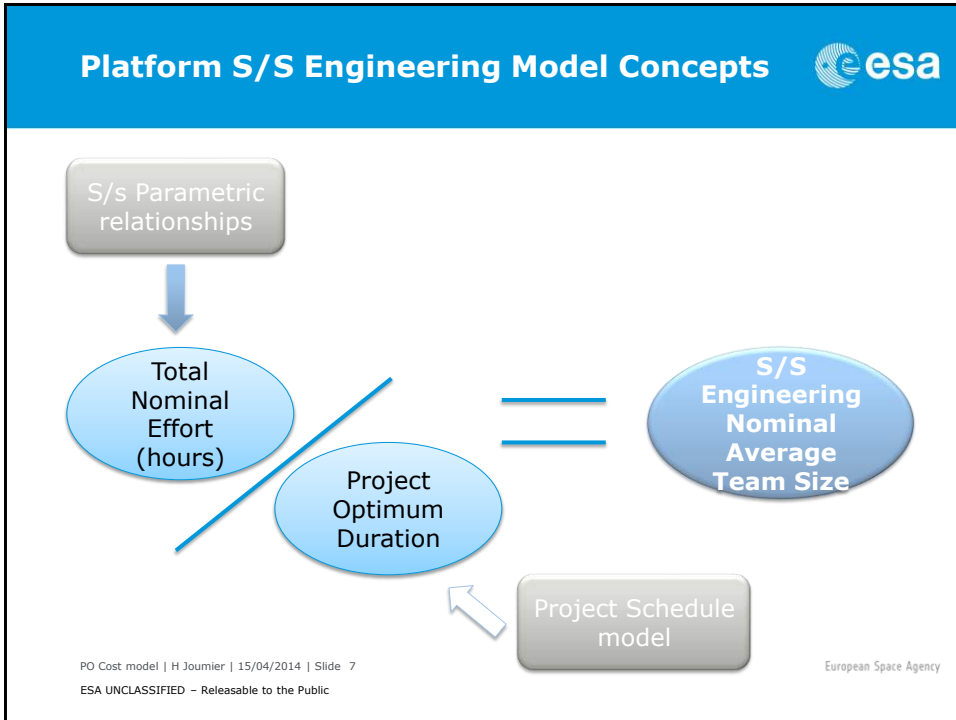 Platform S/S Engineering Model Concepts
esa
S/s Parametric
relationships
Total
Nominal
Effort
(hours)
Project
Optimum
Duration
S/S
Engineering
Nominal
Average
Team Size
Project Schedule
model
PO Cost model | H Joumier | 15/04/2014 | Slide 7
European Space Agency
ESA UNCLASSIFIED – Releasable to the Public